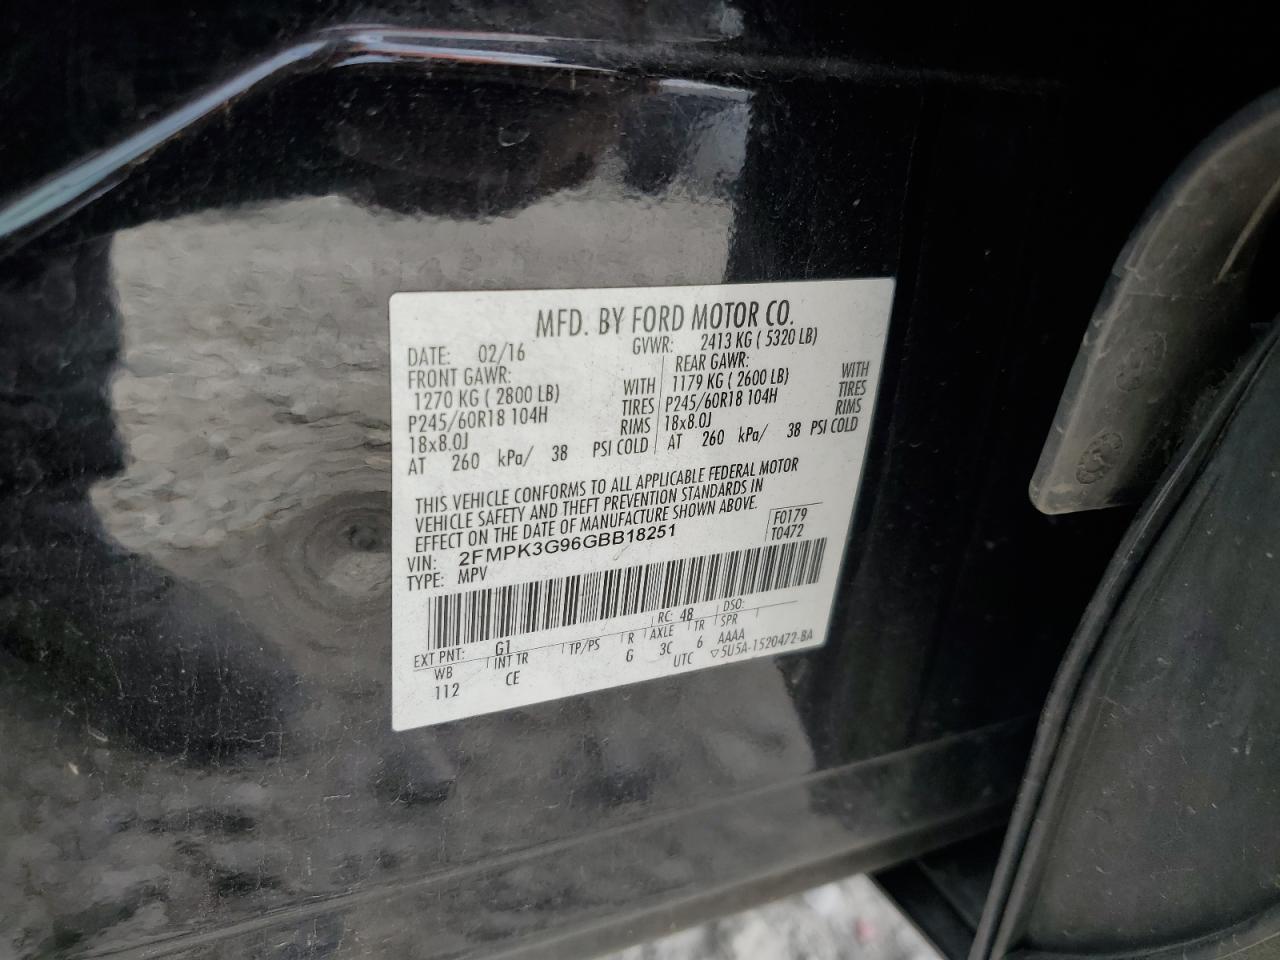 MFD. BY FORD MOTOR CO.
DATE: 02/16 GVWR: 2413 KG ( 5320 LB)
FRONT GAWR: REAR GAWR:
1270 KG ( 2800 LB) WITH 1179 KG ( 2600 LB) WITH
P245/60R18 104H TIRES P245/60R18 104H TIRES
18x8.0J RIMS 18x8.0J RIMS
AT 260 kPa/ 38 PSI COLD AT 260 kPa/ 38 PSI COLD
THIS VEHICLE CONFORMS TO ALL APPLICABLE FEDERAL MOTOR
VEHICLE SAFETY AND THEFT PREVENTION STANDARDS IN
EFFECT ON THE DATE OF MANUFACTURE SHOWN ABOVE.
VIN: 2FMPK3G96GBB18251 F0179
TYPE: MPV T0472
EXT PNT: G1 RC: 48 DSO:
WB INT TR TP/PS R AXLE TR SPR
112 CE G 3C 6 AAAA
UTC ▽5U5A-1520472-BA